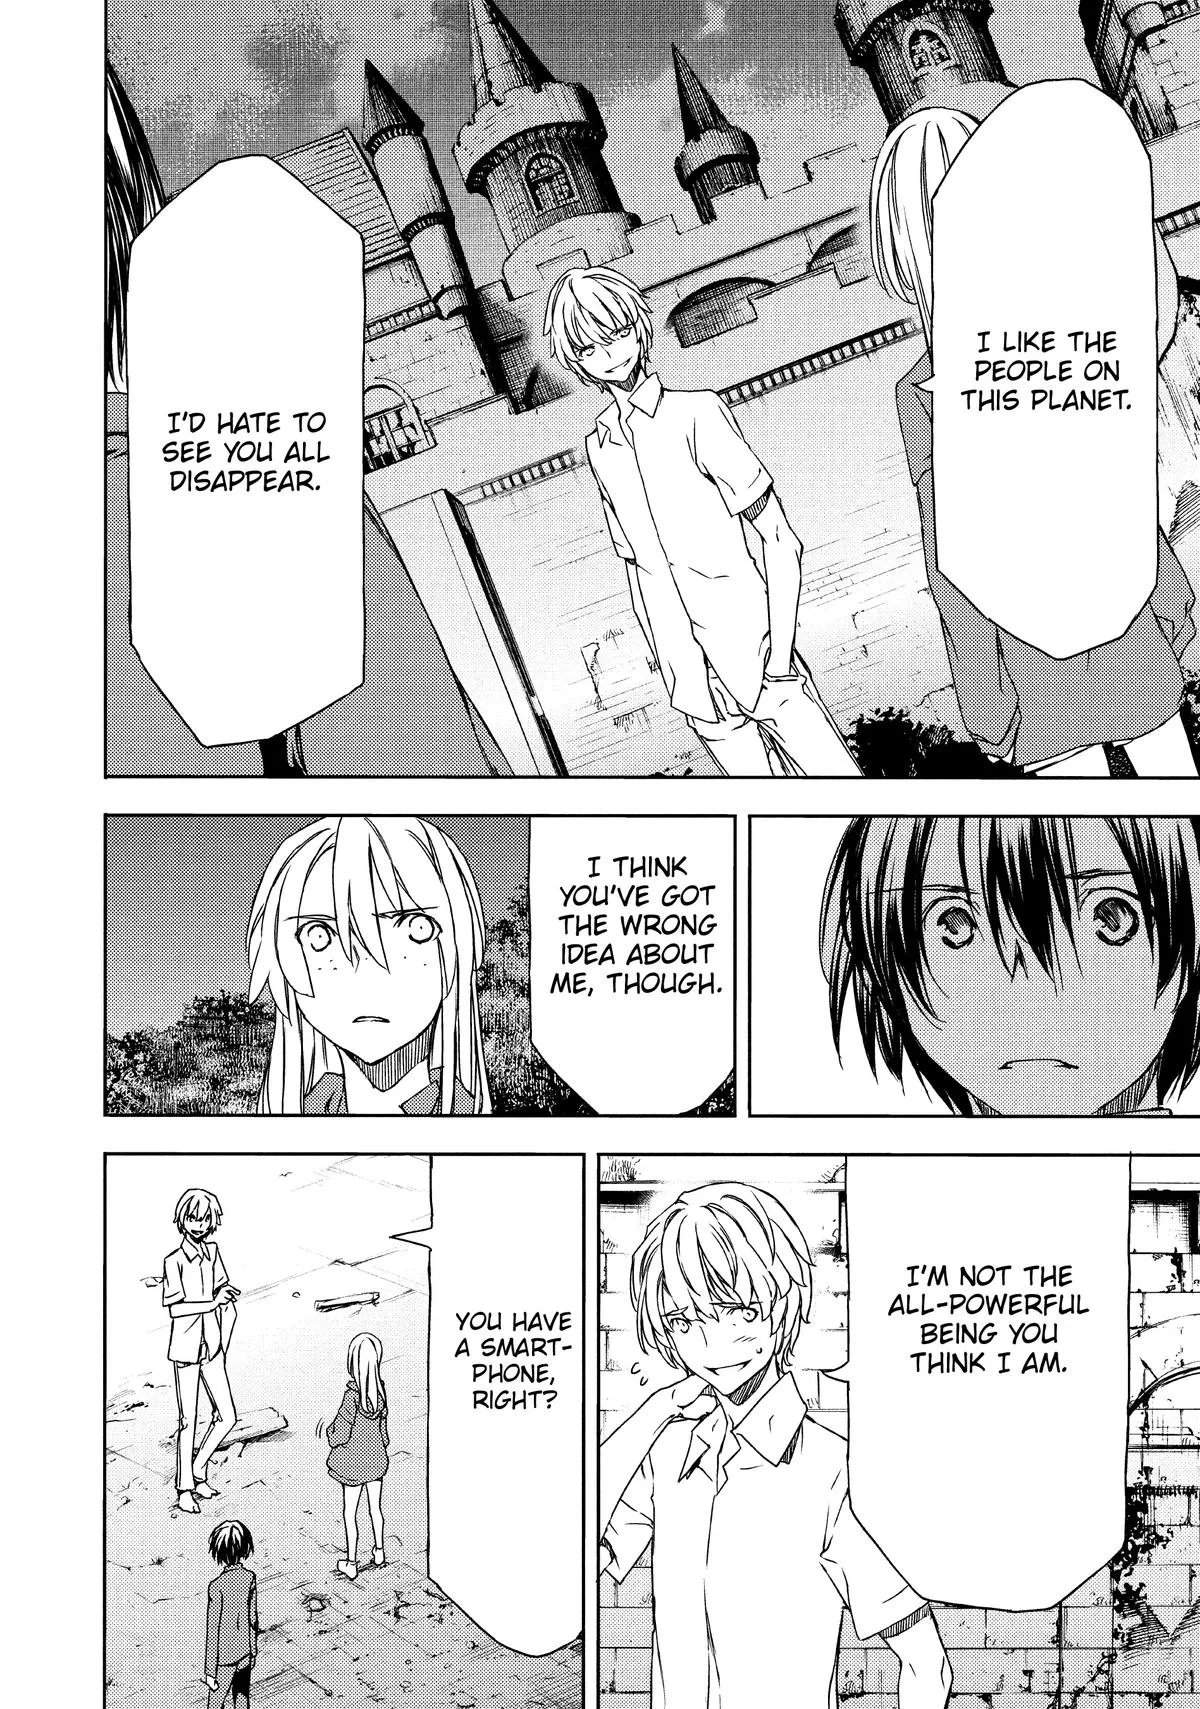 I LIKE THE
PEOPLE ON
THIS PLANET.
I'D HATE TO
SEE YOU ALL
DISAPPEAR.
I THINK
YOU'VE GOT
THE WRONG
IDEA ABOUT
ME, THOUGH.
I'M NOT THE
ALL-POWERFUL
BEING YOU
THINK I AM.
YOU HAVE
A SMART-
PHONE,
RIGHT?